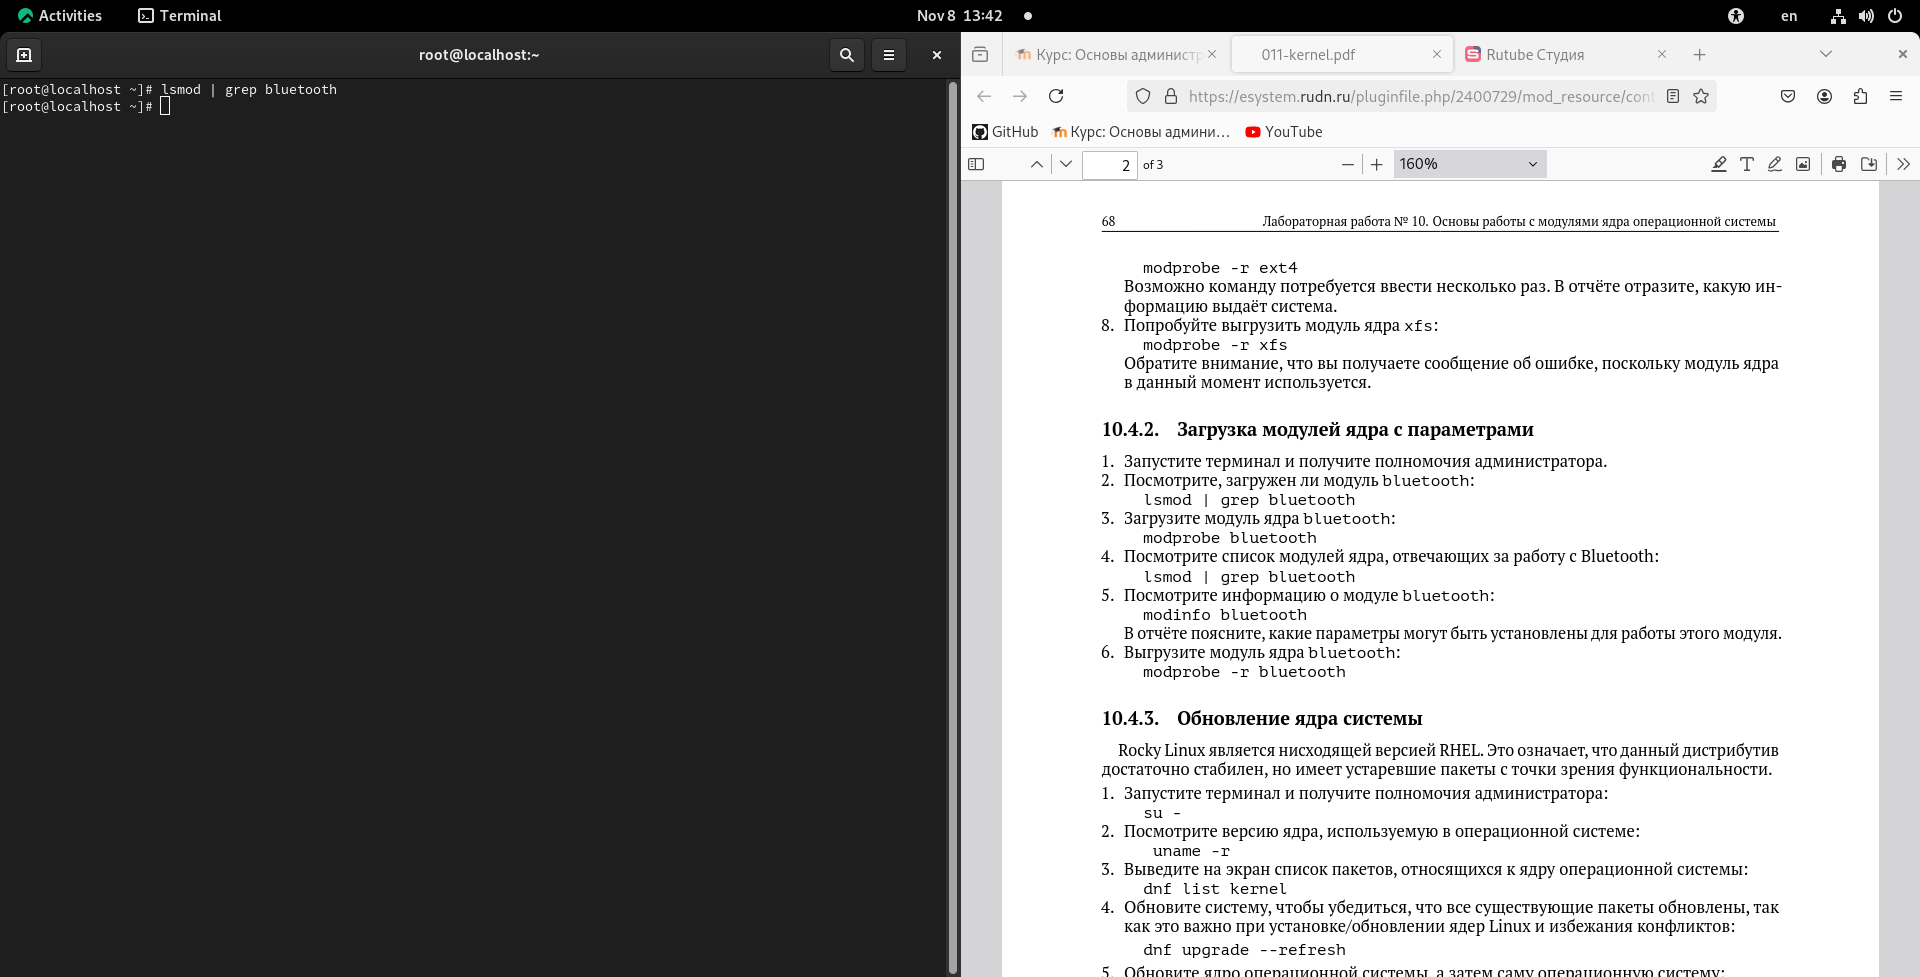 Activities Terminal Nov 8 13:42 en
root@localhost:~
[root@localhost ~]# lsmod | grep bluetooth
[root@localhost ~]#
Курс: Основы администр 011-kernel.pdf Rutube Студия
https://esystem.rudn.ru/pluginfile.php/2400729/mod_resource/cont
GitHub Курс: Основы админи… YouTube
2 of 3 160%
68 Лабораторная работа № 10. Основы работы с модулями ядра операционной системы
modprobe -r ext4
Возможно команду потребуется ввести несколько раз. В отчёте отразите, какую ин-
формацию выдаёт система.
8. Попробуйте выгрузить модуль ядра xfs:
modprobe -r xfs
Обратите внимание, что вы получаете сообщение об ошибке, поскольку модуль ядра
в данный момент используется.
10.4.2. Загрузка модулей ядра с параметрами
1. Запустите терминал и получите полномочия администратора.
2. Посмотрите, загружен ли модуль bluetooth:
lsmod | grep bluetooth
3. Загрузите модуль ядра bluetooth:
modprobe bluetooth
4. Посмотрите список модулей ядра, отвечающих за работу с Bluetooth:
lsmod | grep bluetooth
5. Посмотрите информацию о модуле bluetooth:
modinfo bluetooth
В отчёте поясните, какие параметры могут быть установлены для работы этого модуля.
6. Выгрузите модуль ядра bluetooth:
modprobe -r bluetooth
10.4.3. Обновление ядра системы
Rocky Linux является нисходящей версией RHEL. Это означает, что данный дистрибутив
достаточно стабилен, но имеет устаревшие пакеты с точки зрения функциональности.
1. Запустите терминал и получите полномочия администратора:
su -
2. Посмотрите версию ядра, используемую в операционной системе:
uname -r
3. Выведите на экран список пакетов, относящихся к ядру операционной системы:
dnf list kernel
4. Обновите систему, чтобы убедиться, что все существующие пакеты обновлены, так
как это важно при установке/обновлении ядер Linux и избежания конфликтов:
dnf upgrade --refresh
5. Обновите ядро операционной системы, а затем саму операционную систему: